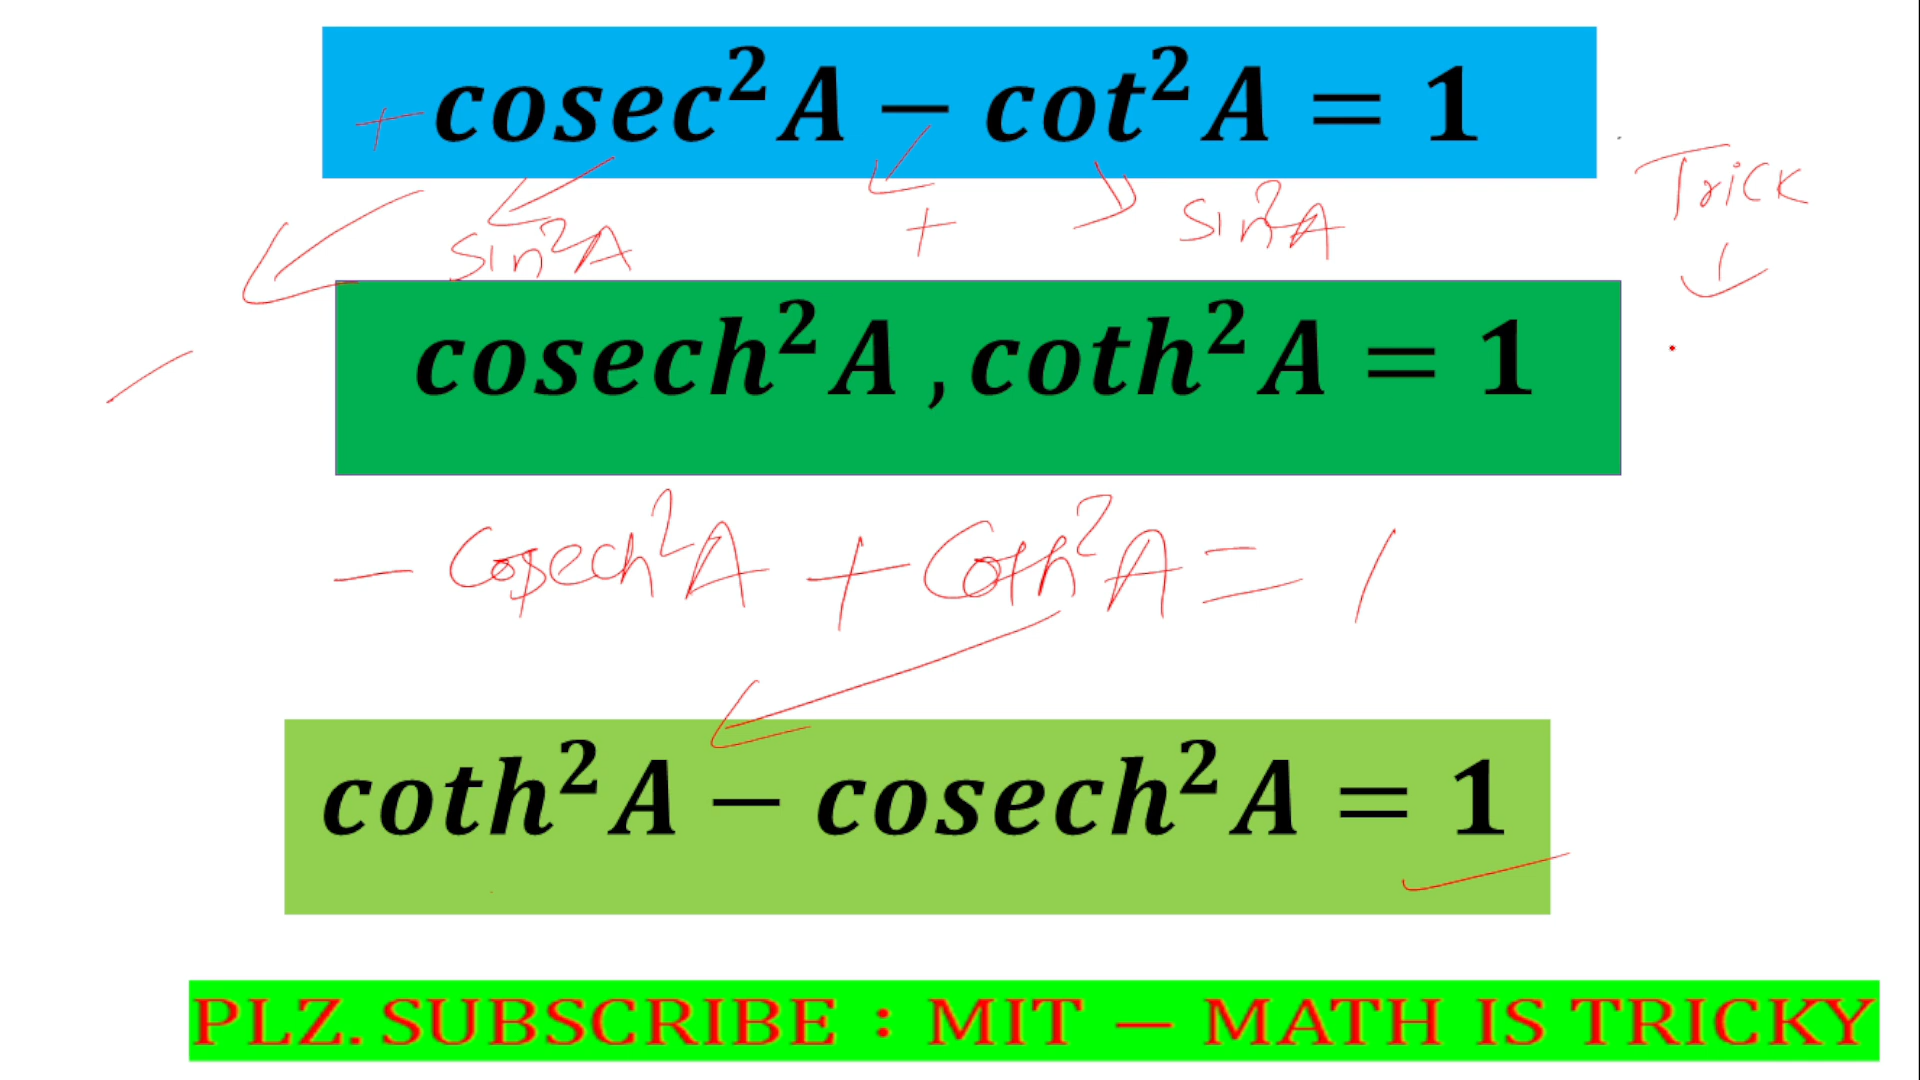 + cosec²A − cot²A = 1
Trick
sin²A + sin²A
cosech²A , coth²A = 1
−
− Cosech²A + Coth²A = 1
coth²A − cosech²A = 1
PLZ. SUBSCRIBE : MIT − MATH IS TRICKY